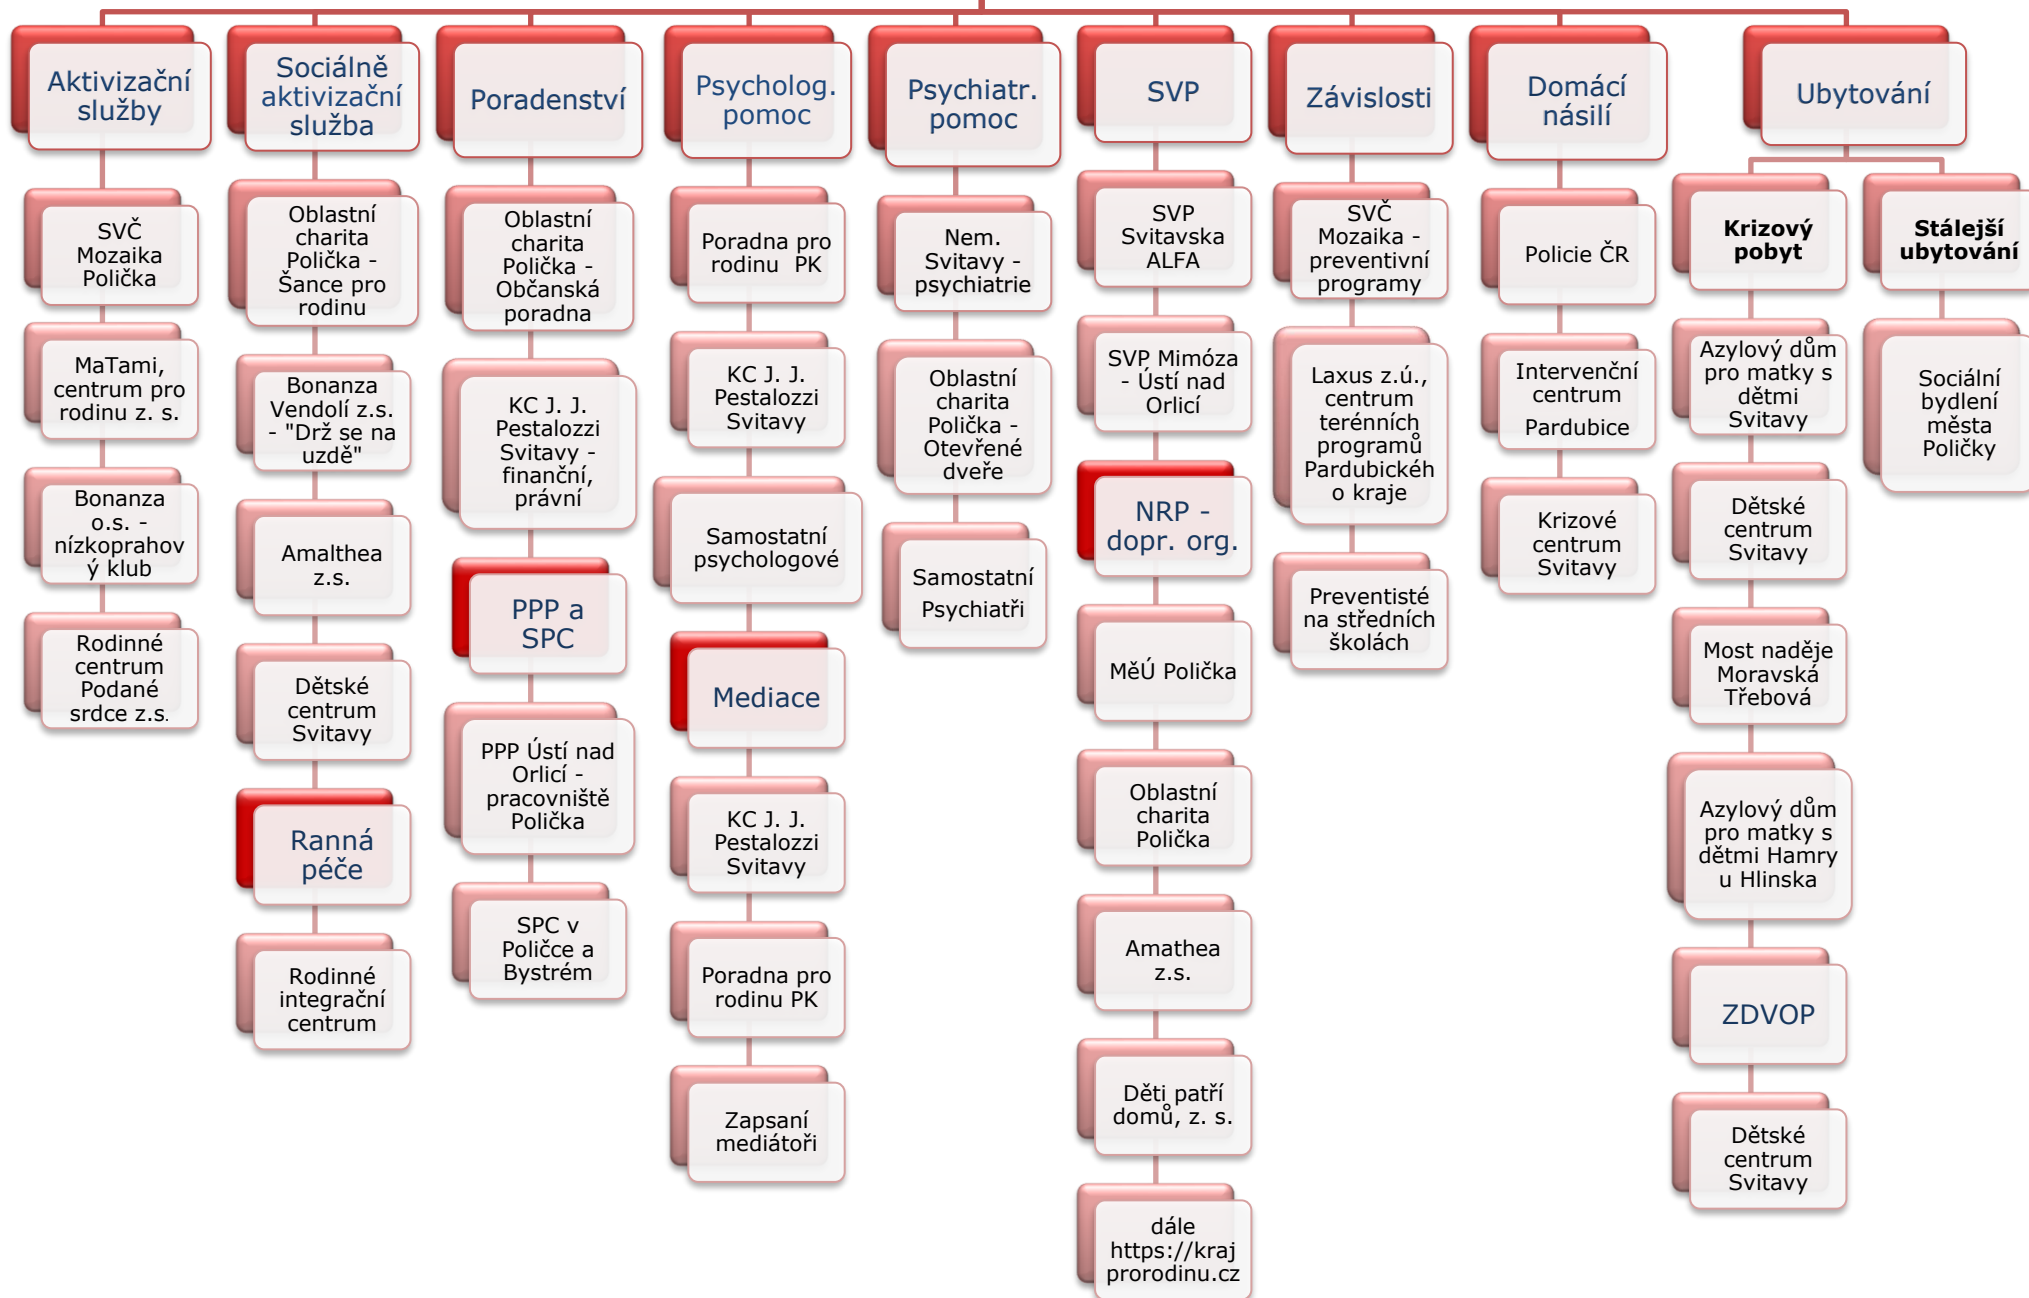 Aktivizační
služby
SVČ
Mozaika
Polička
MaTami,
centrum pro
rodinu z. s.
Bonanza
o.s. -
nízkoprahov
ý klub
Rodinné
centrum
Podané
srdce z.s.
Sociálně
aktivizační
služba
Oblastní
charita
Polička -
Šance pro
rodinu
Bonanza
Vendolí z.s.
- "Drž se na
uzdě"
Amalthea
z.s.
Dětské
centrum
Svitavy
Ranná
péče
Rodinné
integrační
centrum
Poradenství
Oblastní
charita
Polička -
Občanská
poradna
KC J. J.
Pestalozzi
Svitavy -
finanční,
právní
PPP a
SPC
PPP Ústí nad
Orlicí -
pracoviště
Polička
SPC v
Poličce a
Bystrém
Psycholog.
pomoc
Poradna pro
rodinu PK
KC J. J.
Pestalozzi
Svitavy
Samostatní
psychologové
Mediace
KC J. J.
Pestalozzi
Svitavy
Poradna pro
rodinu PK
Zapsaní
mediátoři
Psychiatr.
pomoc
Nem.
Svitavy -
psychiatrie
Oblastní
charita
Polička -
Otevřené
dveře
Samostatní
Psychiatři
SVP
SVP
Svitavska
ALFA
SVP Mimóza
- Ústí nad
Orlicí
NRP -
dopr. org.
MěÚ Polička
Oblastní
charita
Polička
Amathea
z.s.
Děti patří
domů, z. s.
dále
https://kraj
prorodinu.cz
Závislosti
SVČ
Mozaika -
preventivní
programy
Laxus z.ú.,
centrum
terénních
programů
Pardubickéh
o kraje
Preventisté
na středních
školách
Domácí
násilí
Policie ČR
Intervenční
centrum
Pardubice
Krizové
centrum
Svitavy
Ubytování
Krizový
pobyt
Azylový dům
pro matky s
dětmi
Svitavy
Dětské
centrum
Svitavy
Most naděje
Moravská
Třebová
Azylový dům
pro matky s
dětmi Hamry
u Hlinska
ZDVOP
Dětské
centrum
Svitavy
Stálejší
ubytování
Sociální
bydlení
města
Poličky